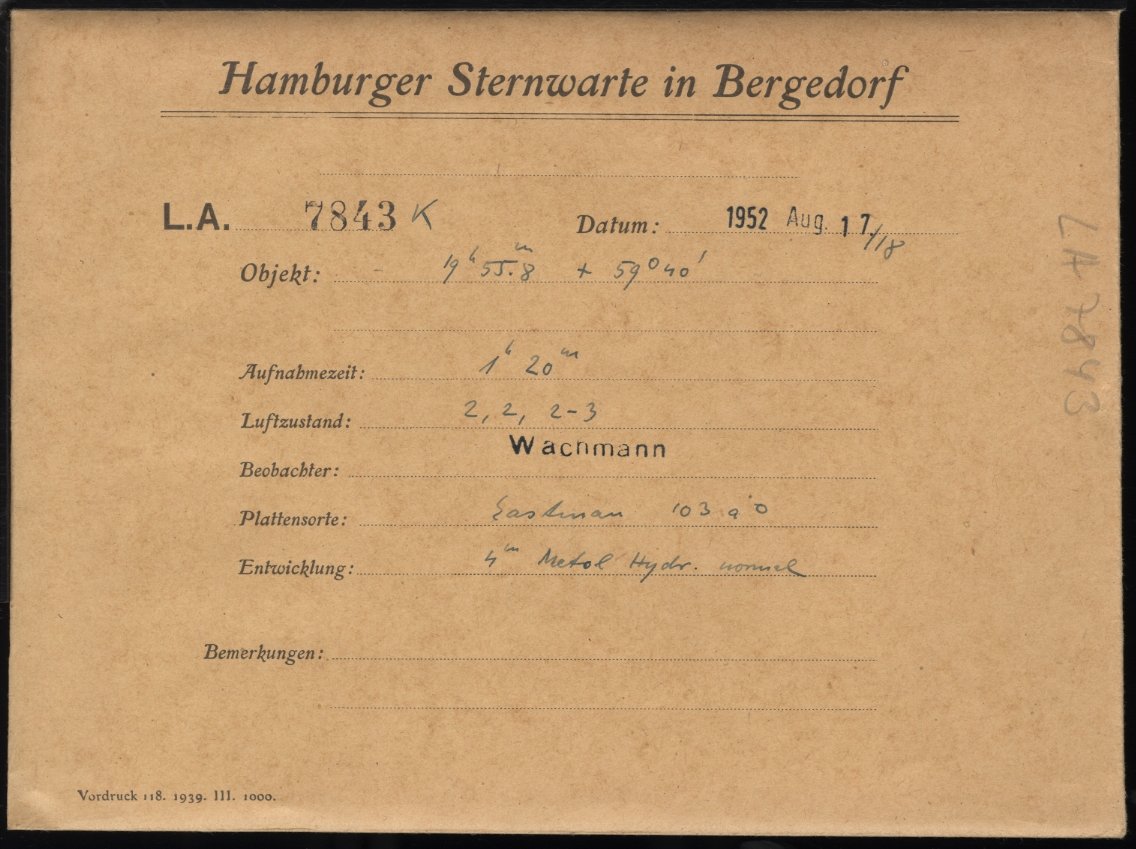 Hamburger Sternwarte in Bergedorf
L.A. 7843 K Datum: 1952 Aug. 17./18
Objekt: 19h 55.m8 + 59° 40'
Aufnahmezeit: 1h 20m
Luftzustand: 2, 2, 2-3
Wachmann
Beobachter:
Plattensorte: Eastman 103 a O
Entwicklung: 4m Metol Hydr. normal
Bemerkungen:
Vordruck 118. 1939. III. 1000.
LA 7843